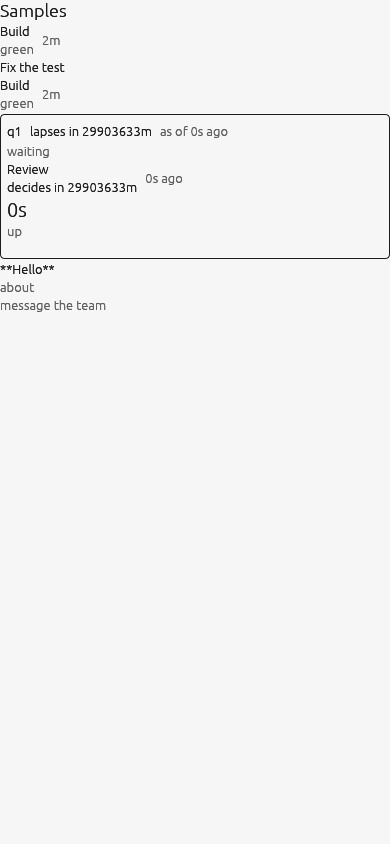 Samples
Build
green 2m
Fix the test
Build
green 2m
q1 lapses in 29903633m as of 0s ago
waiting
Review
decides in 29903633m 0s ago
0s
up
**Hello**
about
message the team